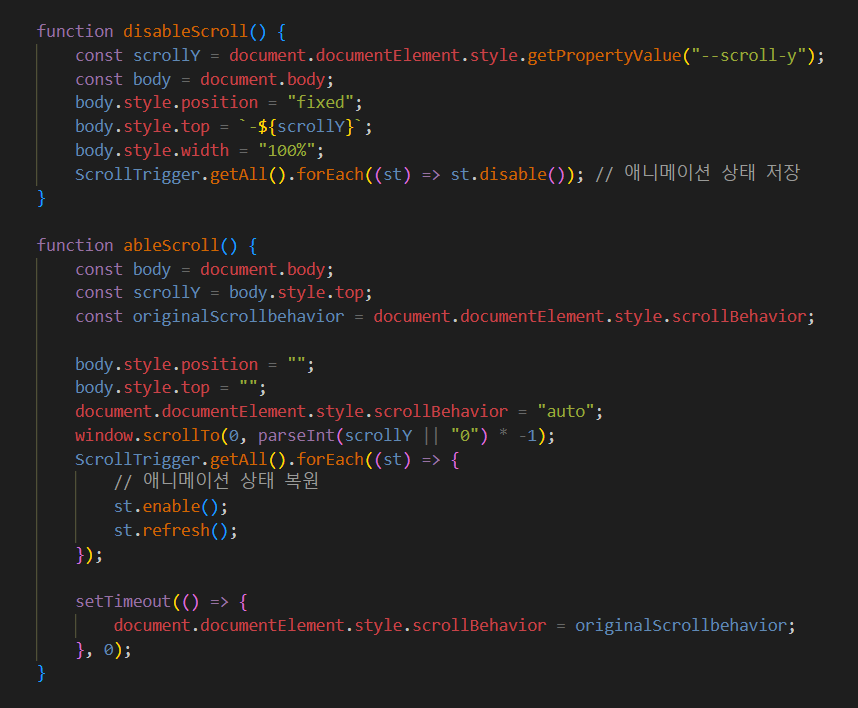 function disableScroll() {
const scrollY = document.documentElement.style.getPropertyValue("--scroll-y");
const body = document.body;
body.style.position = "fixed";
body.style.top = `-${scrollY}`;
body.style.width = "100%";
ScrollTrigger.getAll().forEach((st) => st.disable()); // 애니메이션 상태 저장
}
function ableScroll() {
const body = document.body;
const scrollY = body.style.top;
const originalScrollbehavior = document.documentElement.style.scrollBehavior;
body.style.position = "";
body.style.top = "";
document.documentElement.style.scrollBehavior = "auto";
window.scrollTo(0, parseInt(scrollY || "0") * -1);
ScrollTrigger.getAll().forEach((st) => {
// 애니메이션 상태 복원
st.enable();
st.refresh();
});
setTimeout(() => {
document.documentElement.style.scrollBehavior = originalScrollbehavior;
}, 0);
}